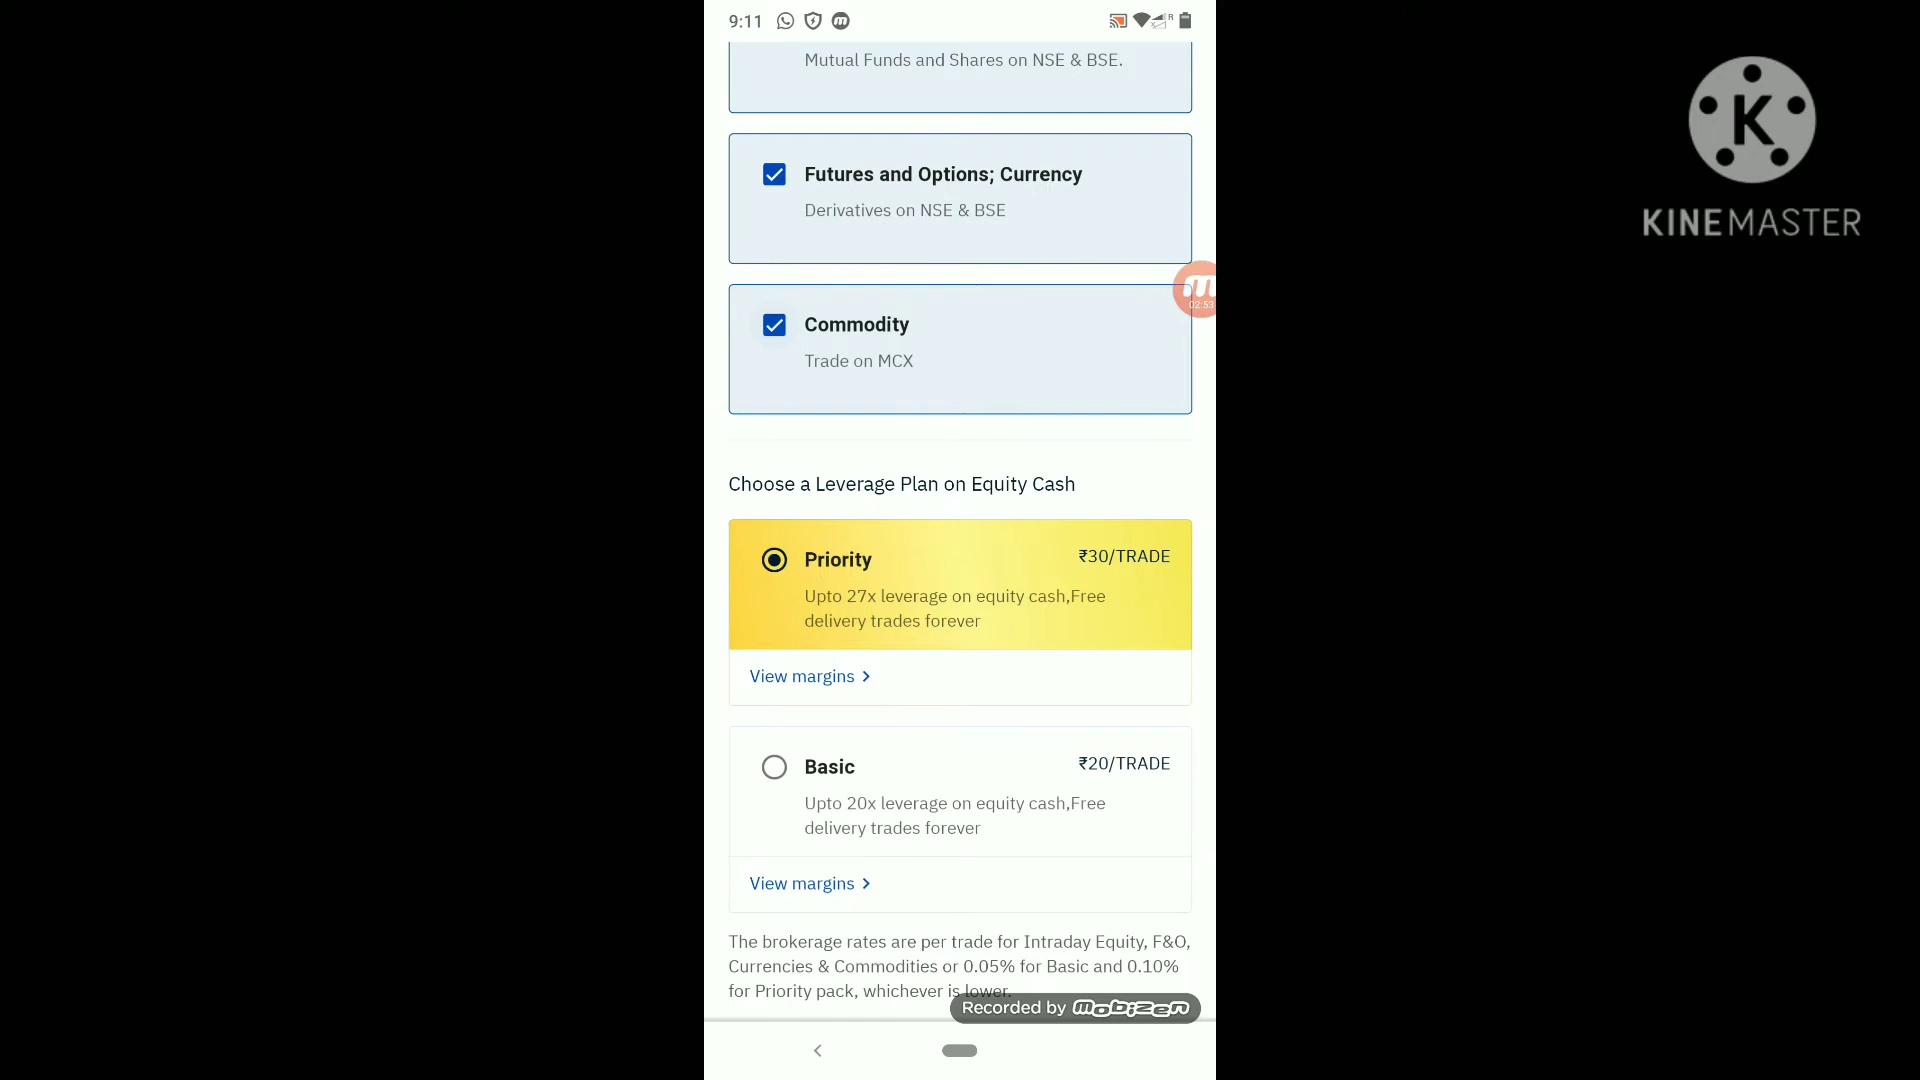 9:11
R
Mutual Funds and Shares on NSE & BSE.
K
KINEMASTER
Futures and Options; Currency
Derivatives on NSE & BSE
m
02:53
Commodity
Trade on MCX
Choose a Leverage Plan on Equity Cash
Priority ₹30/TRADE
Upto 27x leverage on equity cash,Free
delivery trades forever
View margins
Basic ₹20/TRADE
Upto 20x leverage on equity cash,Free
delivery trades forever
View margins
The brokerage rates are per trade for Intraday Equity, F&O,
Currencies & Commodities or 0.05% for Basic and 0.10%
for Priority pack, whichever is lower.
Recorded by mobizen